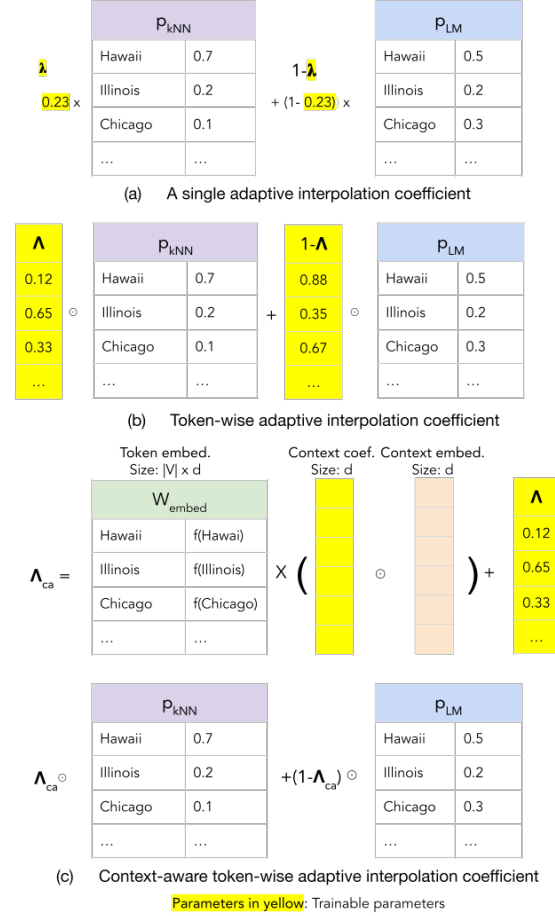 pkNN pLM
λ Hawaii 0.7 1-λ Hawaii 0.5
0.23 x Illinois 0.2 + (1- 0.23) x Illinois 0.2
Chicago 0.1 Chicago 0.3
… … … …
(a) A single adaptive interpolation coefficient
Λ pkNN 1-Λ pLM
0.12 Hawaii 0.7 0.88 Hawaii 0.5
0.65 ⊙ Illinois 0.2 + 0.35 ⊙ Illinois 0.2
0.33 Chicago 0.1 0.67 Chicago 0.3
… … … … … …
(b) Token-wise adaptive interpolation coefficient
Token embed. Context coef. Context embed.
Size: |V| x d Size: d Size: d
Wembed Λ
Hawaii f(Hawai) 0.12
Λca = Illinois f(Illinois) X ( ⊙ ) + 0.65
Chicago f(Chicago) 0.33
… … …
pkNN pLM
Hawaii 0.7 Hawaii 0.5
Λca ⊙ Illinois 0.2 +(1-Λca) ⊙ Illinois 0.2
Chicago 0.1 Chicago 0.3
… … … …
(c) Context-aware token-wise adaptive interpolation coefficient
Parameters in yellow: Trainable parameters